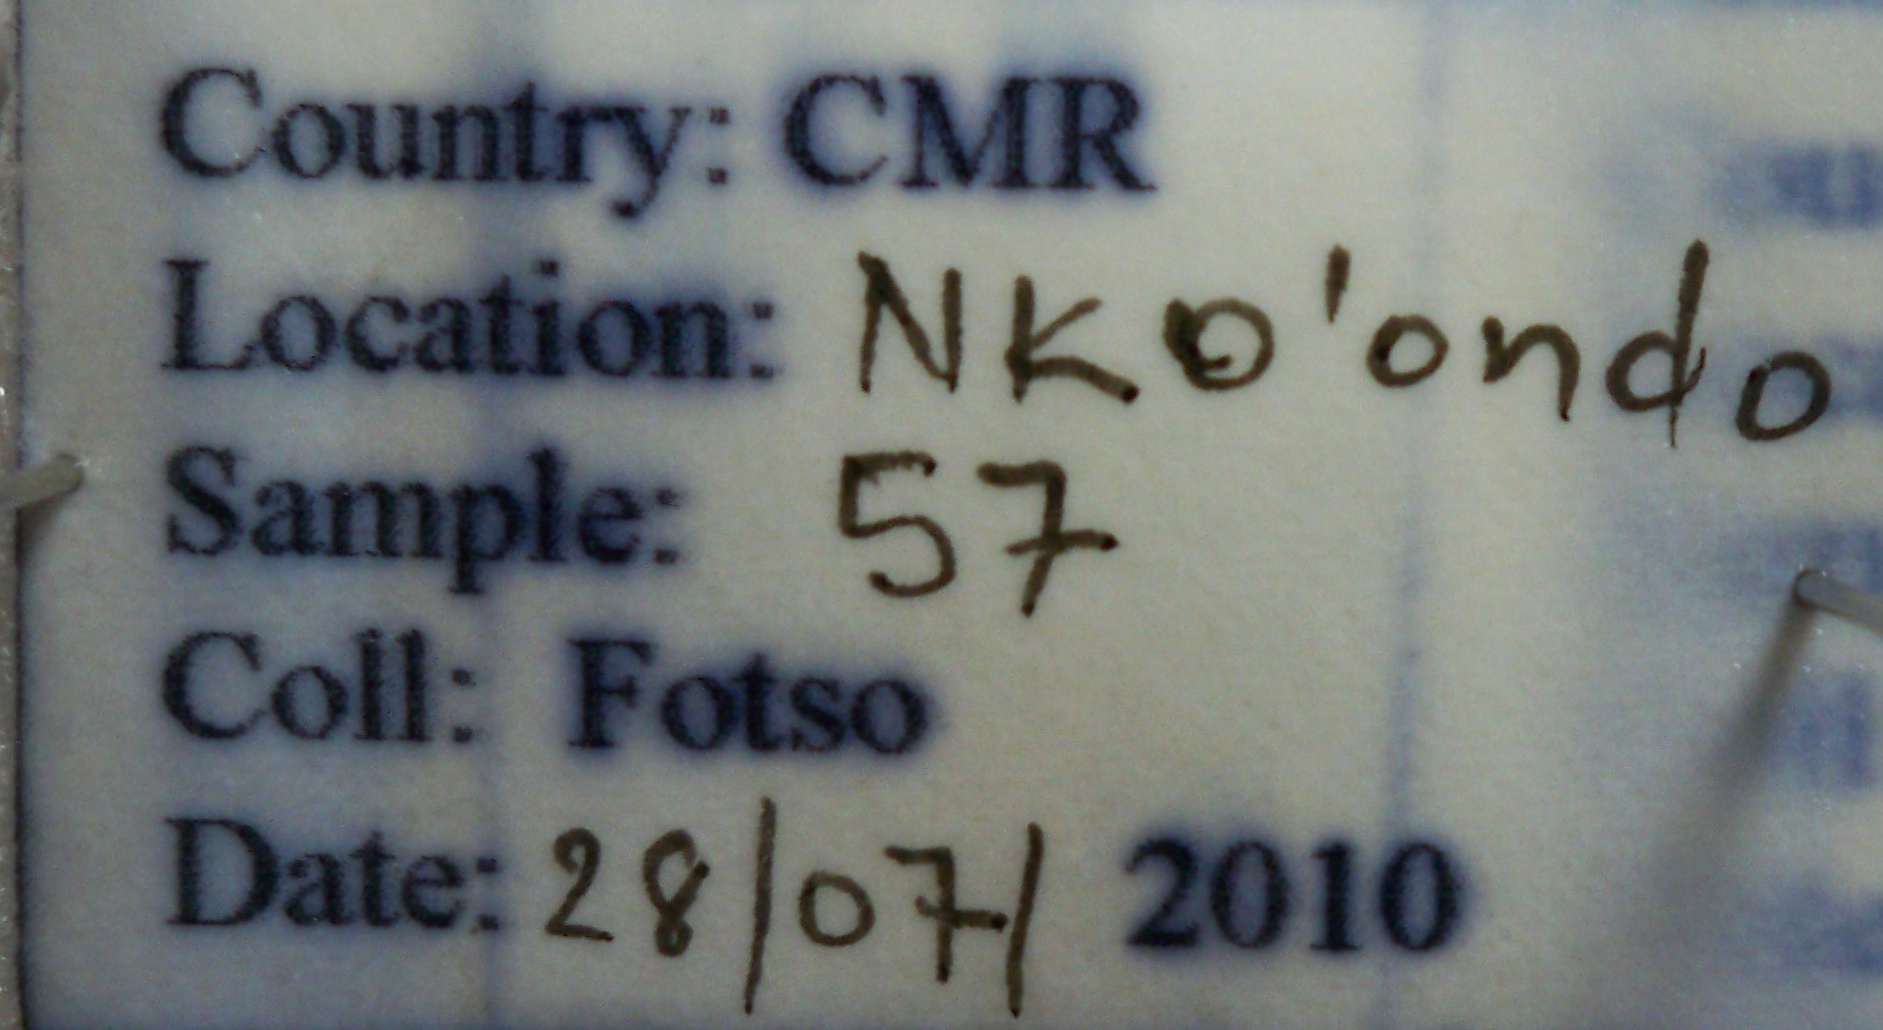 Country: CMR
Location: Nko'ondo
Sample: 57
Coll: Fotso
Date: 28/07/ 2010